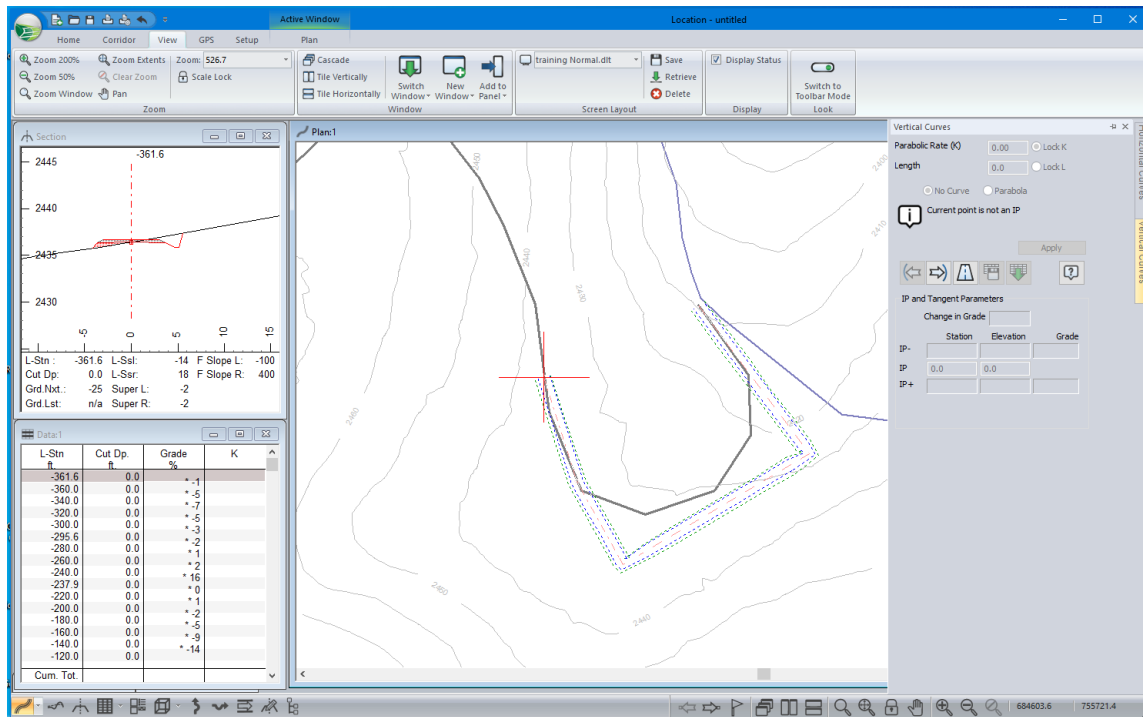 Active Window
Location - untitled
Home Corridor View GPS Setup Plan
Zoom 200% Zoom Extents Zoom: 526.7
Zoom 50% Clear Zoom Scale Lock
Zoom Window Pan
Zoom
Cascade
Tile Vertically
Tile Horizontally
Switch Window
New Window
Add to Panel
Window
training Normal.dlt
Save
Retrieve
Delete
Screen Layout
Display Status
Display
Switch to Toolbar Mode
Look
Section
-361.6
2445
2440
2435
2430
-5 0 5 10 15
L-Stn : -361.6 L-Ssl: -14 F Slope L: -100
Cut Dp: 0.0 L-Ssr: 18 F Slope R: 400
Grd.Nxt.: -25 Super L: -2
Grd.Lst: n/a Super R: -2
Data:1
L-Stn Cut Dp. Grade K
ft. ft. %
-361.6 0.0
* -1
-360.0 0.0
* -5
-340.0 0.0
* -7
-320.0 0.0
* -5
-300.0 0.0
* -3
-295.6 0.0
* -2
-280.0 0.0
* 1
-260.0 0.0
* 2
-240.0 0.0
* 16
-237.9 0.0
* 0
-220.0 0.0
* 1
-200.0 0.0
* -2
-180.0 0.0
* -5
-160.0 0.0
* -9
-140.0 0.0
* -14
-120.0 0.0
Cum. Tot.
Plan:1
2460
2440
2430
2460
2460
2440
2400
2410
Vertical Curves
Parabolic Rate (K) 0.00 Lock K
Length 0.0 Lock L
No Curve Parabola
Current point is not an IP
Apply
IP and Tangent Parameters
Change in Grade
Station Elevation Grade
IP-
IP 0.0 0.0
IP+
Horizontal Curves
Vertical Curves
684603.6 755721.4